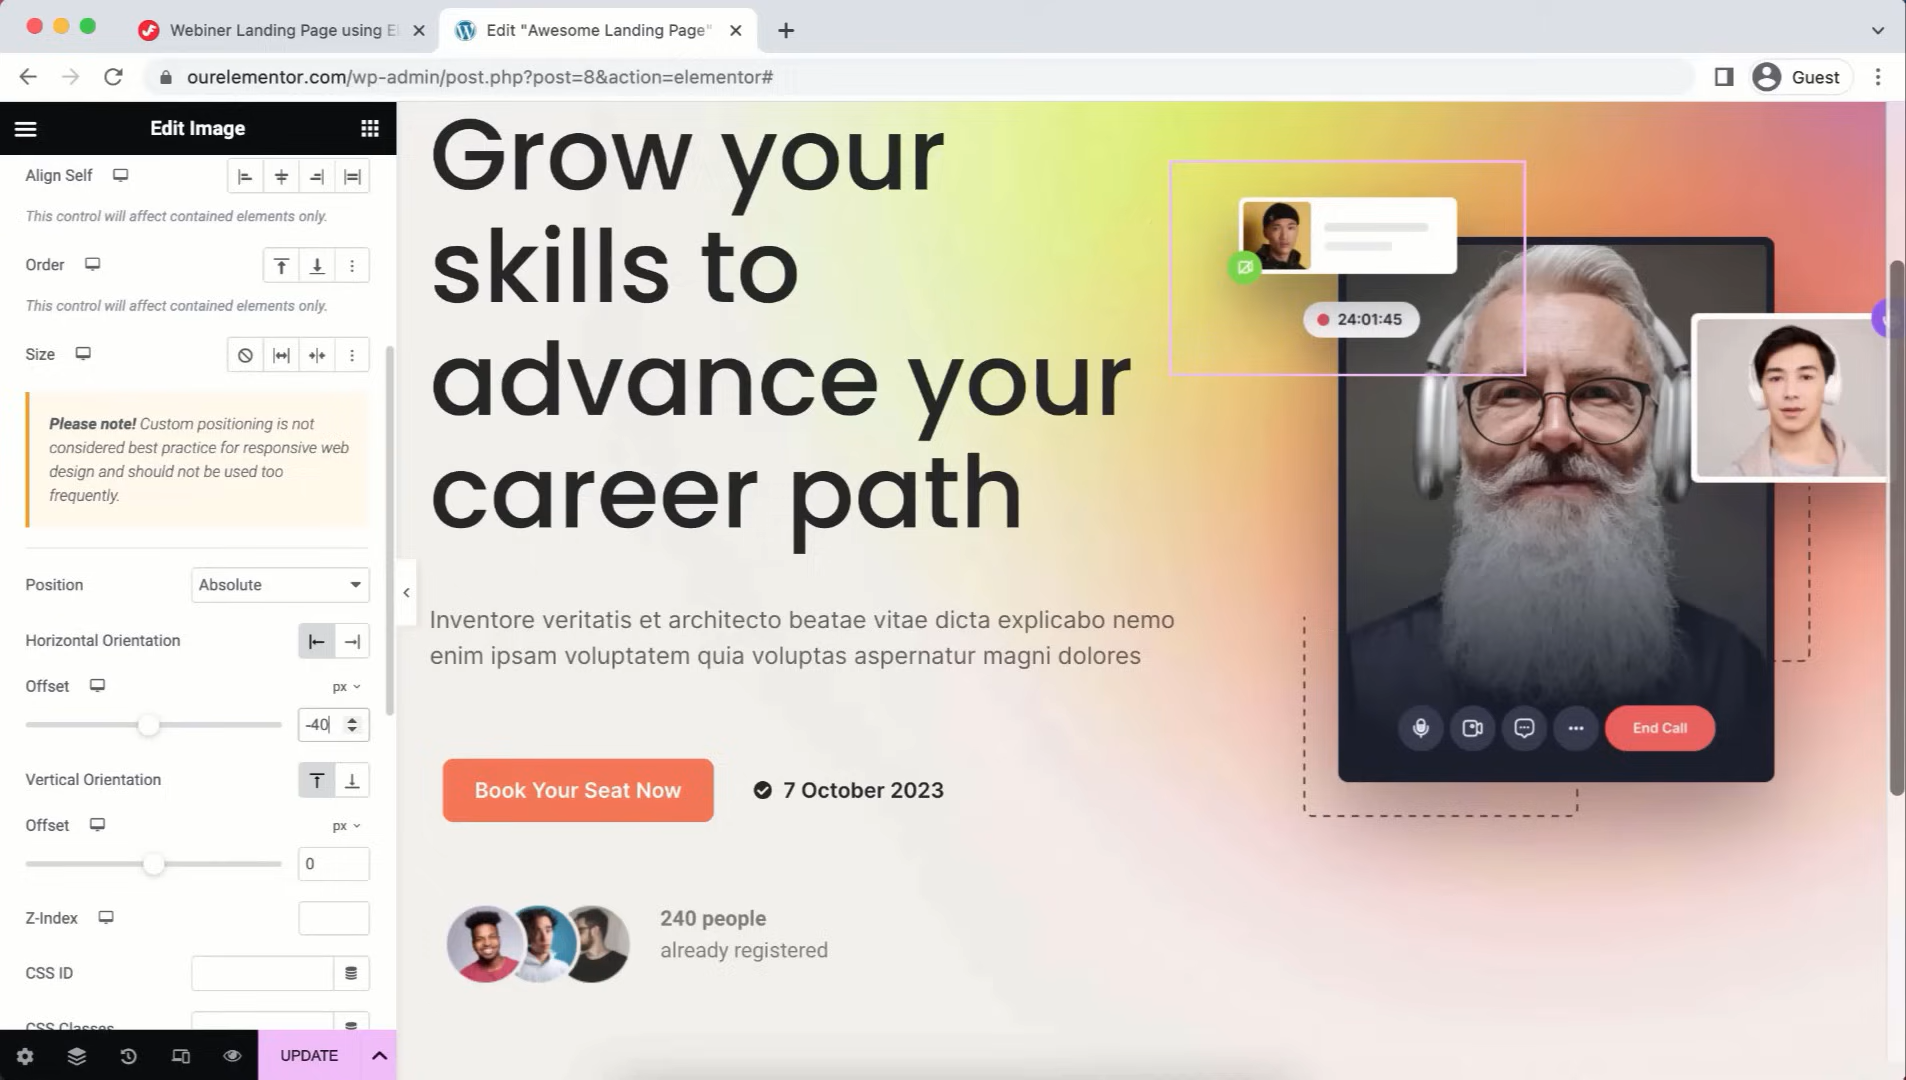 Webiner Landing Page using El
Edit "Awesome Landing Page"
ourelementor.com/wp-admin/post.php?post=8&action=elementor#
Guest
Edit Image
Align Self
This control will affect contained elements only.
Order
This control will affect contained elements only.
Size
Please note! Custom positioning is not
considered best practice for responsive web
design and should not be used too
frequently.
Position
Absolute
Horizontal Orientation
Offset
px
-40
Vertical Orientation
Offset
px
0
Z-Index
CSS ID
CSS Classes
UPDATE
Grow your
skills to
advance your
career path
Inventore veritatis et architecto beatae vitae dicta explicabo nemo
enim ipsam voluptatem quia voluptas aspernatur magni dolores
Book Your Seat Now
7 October 2023
240 people
already registered
24:01:45
End Call